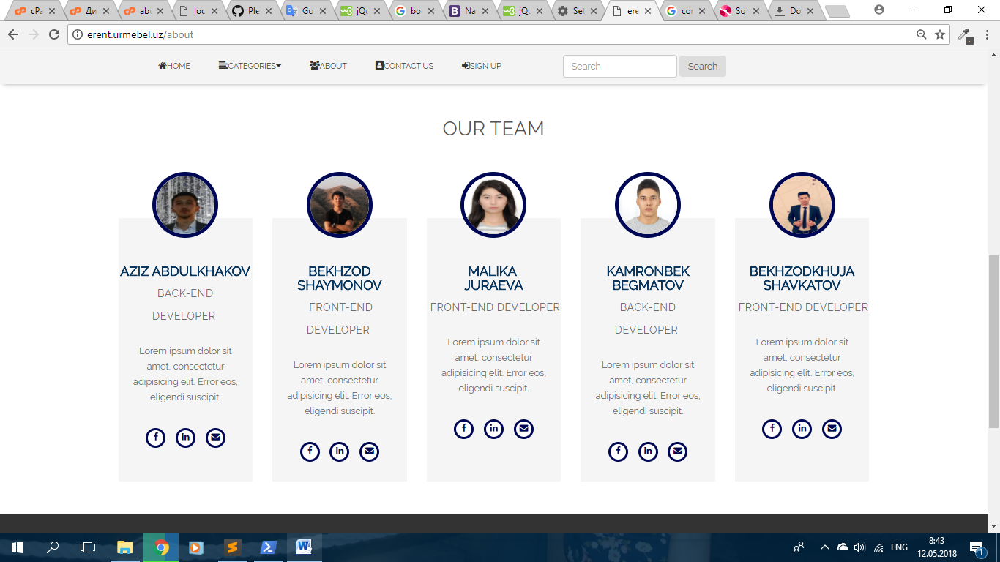 cPa
Ди
abo
loc
Ple
Go
jQu
bo
Na
jQu
Set
ere
cor
Sof
Do
erent.urmebel.uz/about
HOME CATEGORIES ABOUT CONTACT US SIGN UP Search Search
OUR TEAM
AZIZ ABDULKHAKOV
BACK-END
DEVELOPER
Lorem ipsum dolor sit
amet, consectetur
adipisicing elit. Error eos,
eligendi suscipit.
BEKHZOD
SHAYMONOV
FRONT-END
DEVELOPER
Lorem ipsum dolor sit
amet, consectetur
adipisicing elit. Error eos,
eligendi suscipit.
MALIKA
JURAEVA
FRONT-END DEVELOPER
Lorem ipsum dolor sit
amet, consectetur
adipisicing elit. Error eos,
eligendi suscipit.
KAMRONBEK
BEGMATOV
BACK-END
DEVELOPER
Lorem ipsum dolor sit
amet, consectetur
adipisicing elit. Error eos,
eligendi suscipit.
BEKHZODKHUJA
SHAVKATOV
FRONT-END DEVELOPER
Lorem ipsum dolor sit
amet, consectetur
adipisicing elit. Error eos,
eligendi suscipit.
ENG
8:43
12.05.2018
1